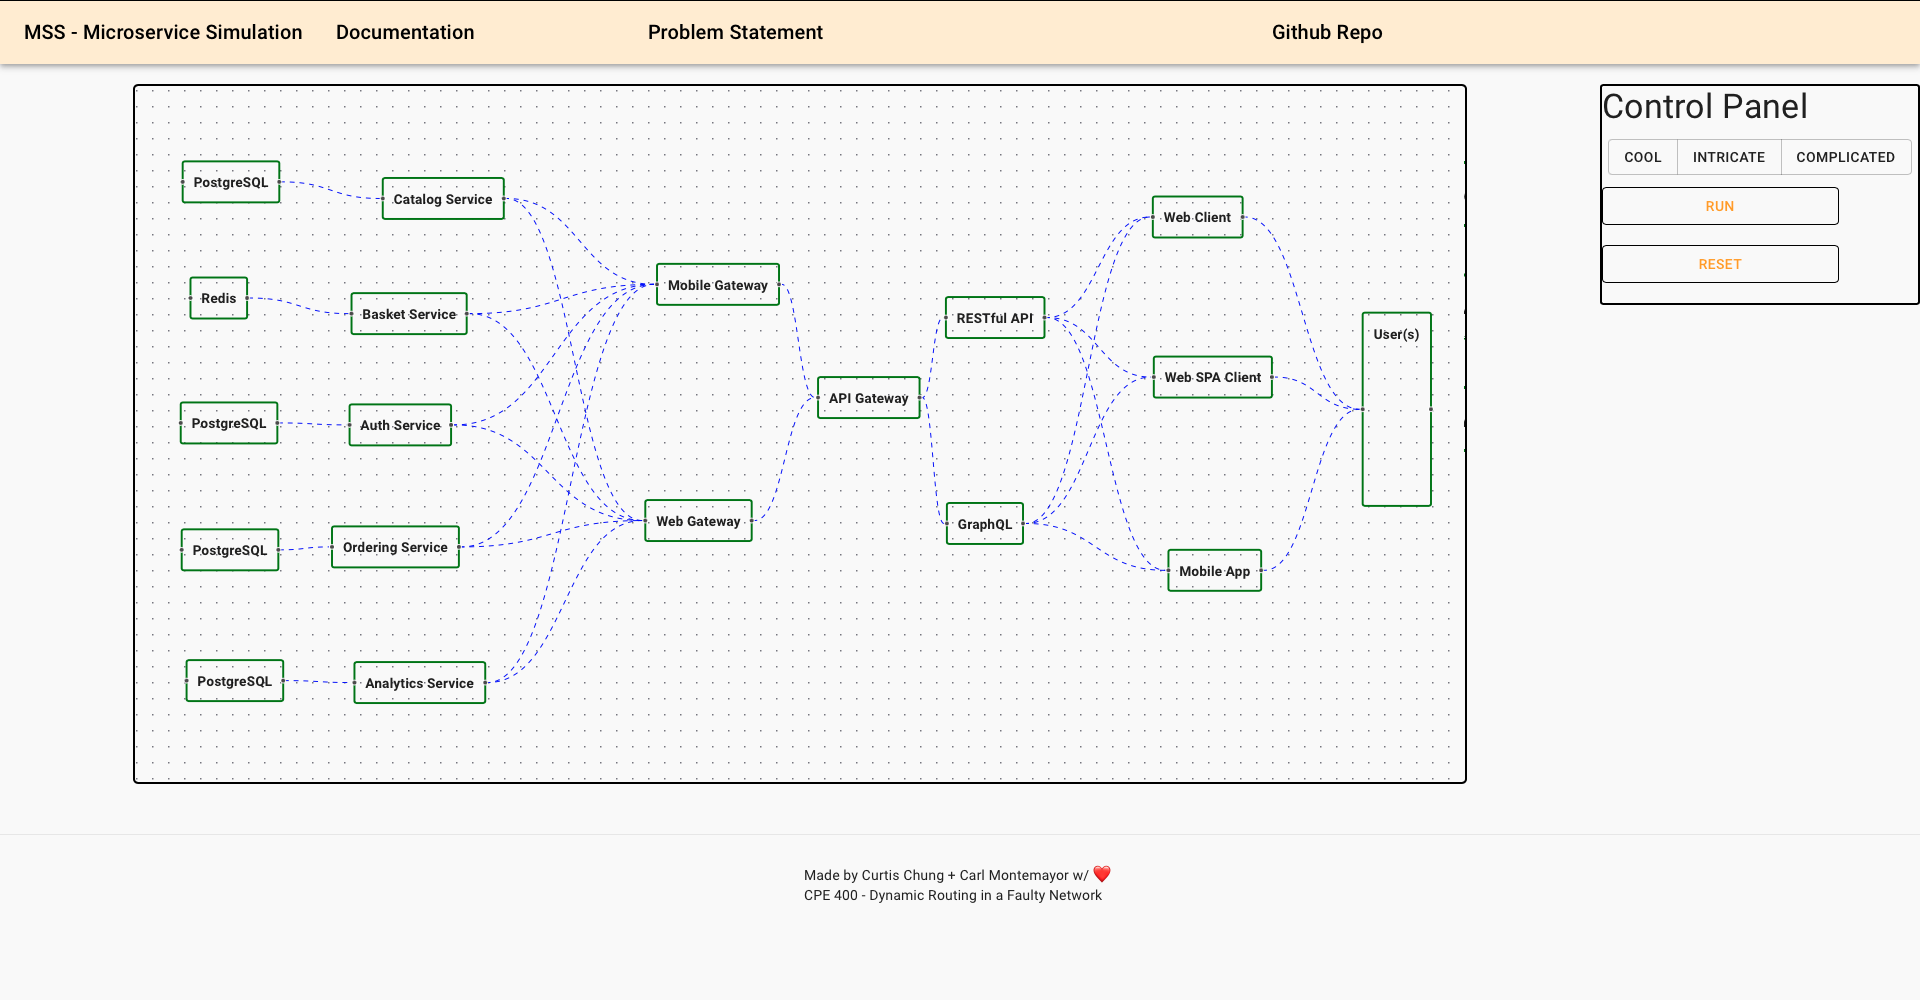 MSS - Microservice Simulation Documentation Problem Statement Github Repo
Control Panel
COOL INTRICATE COMPLICATED
RUN
RESET
PostgreSQL
Catalog Service
Redis
Basket Service
PostgreSQL
Auth Service
PostgreSQL
Ordering Service
PostgreSQL
Analytics Service
Mobile Gateway
Web Gateway
API Gateway
RESTful API
GraphQL
Web Client
Web SPA Client
Mobile App
User(s)
Made by Curtis Chung + Carl Montemayor w/ ❤️
CPE 400 - Dynamic Routing in a Faulty Network